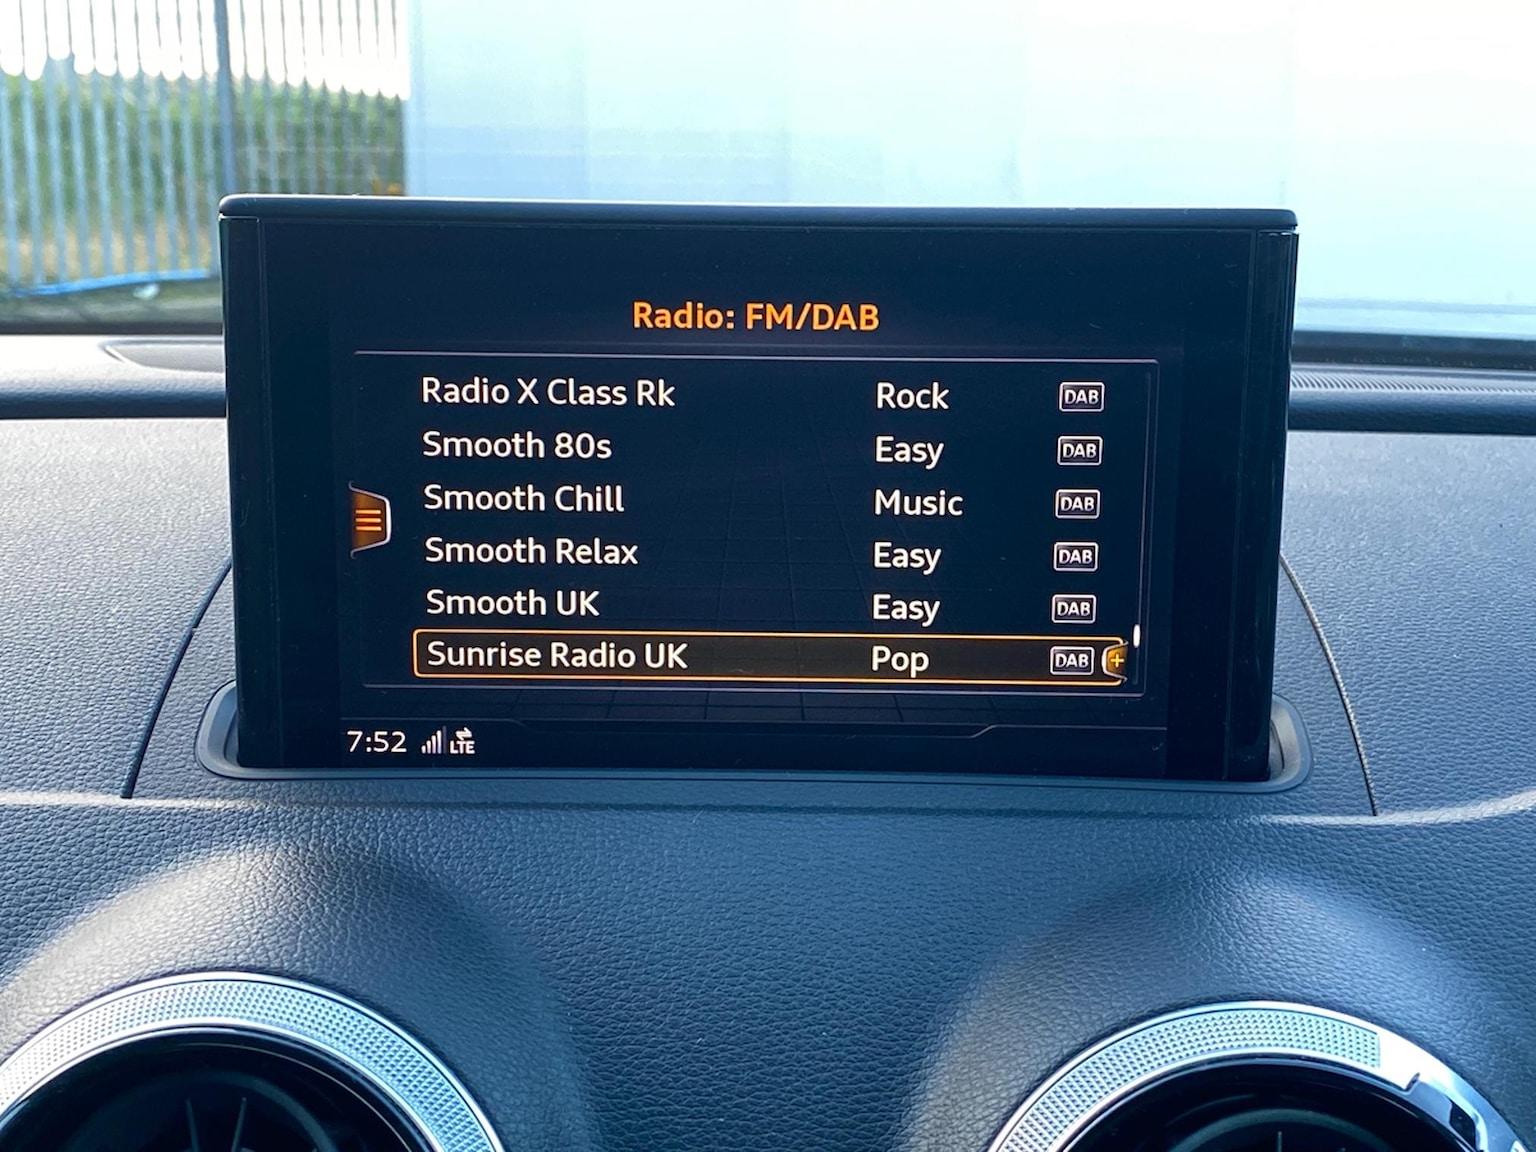 Radio: FM/DAB
Radio X Class Rk Rock DAB
Smooth 80s Easy DAB
Smooth Chill Music DAB
Smooth Relax Easy DAB
Smooth UK Easy DAB
Sunrise Radio UK Pop DAB +
7:52 LTE